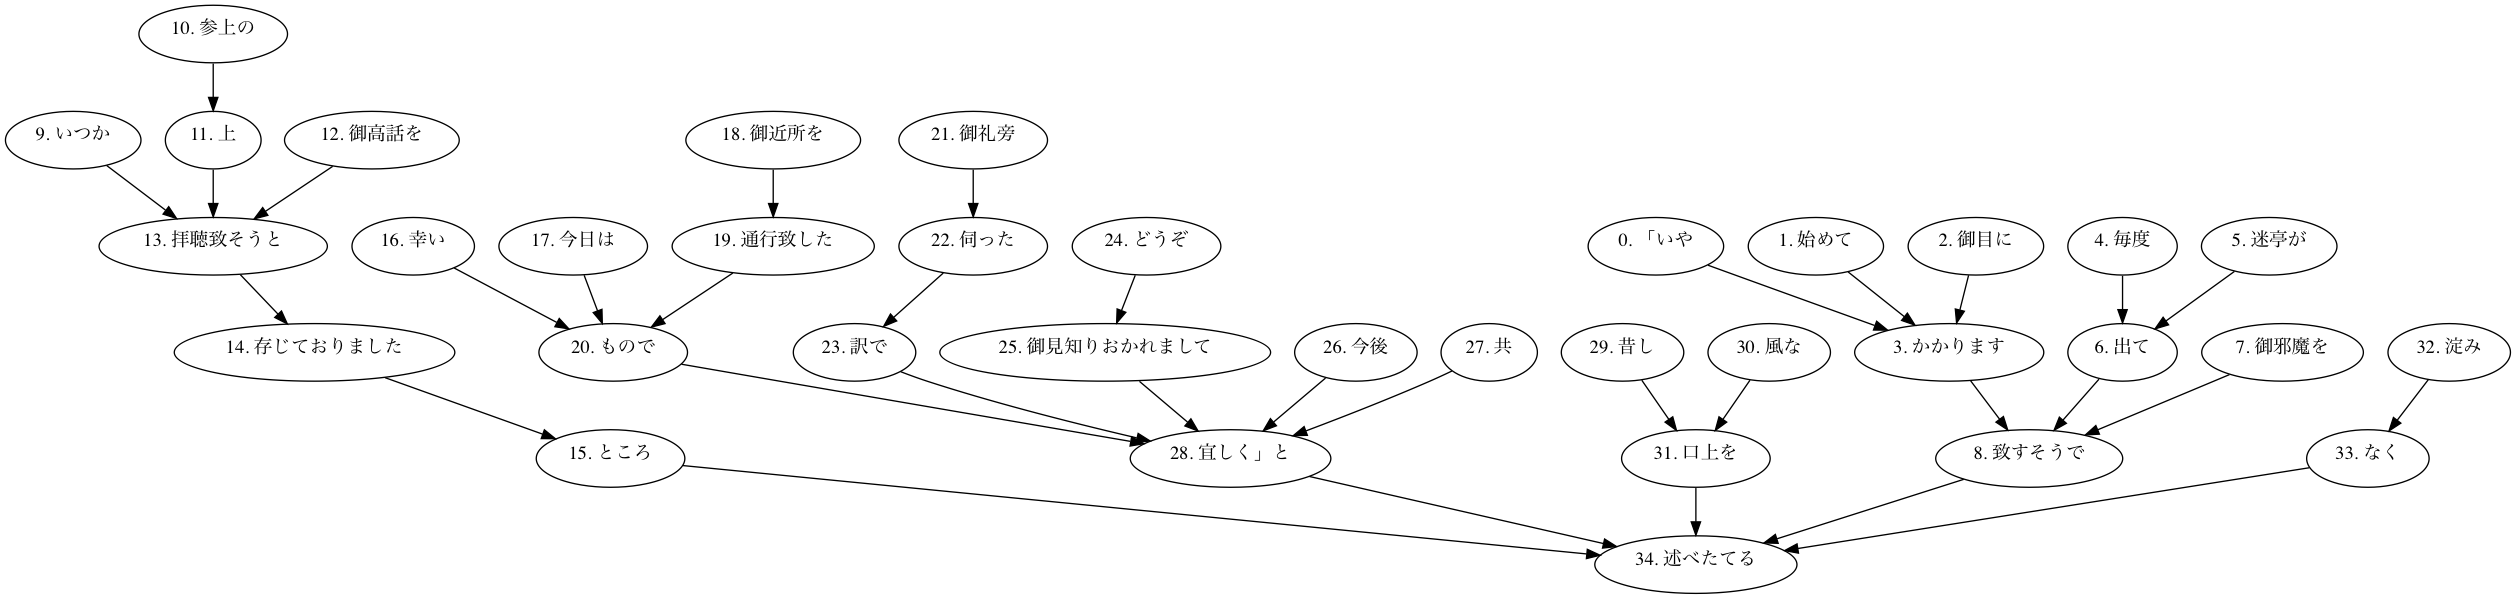 10. 参上の
9. いつか
11. 上
12. 御高話を
18. 御近所を
21. 御礼旁
13. 拝聴致そうと
16. 幸い
17. 今日は
19. 通行致した
22. 伺った
24. どうぞ
0. 「いや
1. 始めて
2. 御目に
4. 毎度
5. 迷亭が
14. 存じておりました
20. もので
23. 訳で
25. 御見知りおかれまして
26. 今後
27. 共
29. 昔し
30. 風な
3. かかります
6. 出て
7. 御邪魔を
32. 淀み
15. ところ
28. 宜しく」と
31. 口上を
8. 致すそうで
33. なく
34. 述べたてる